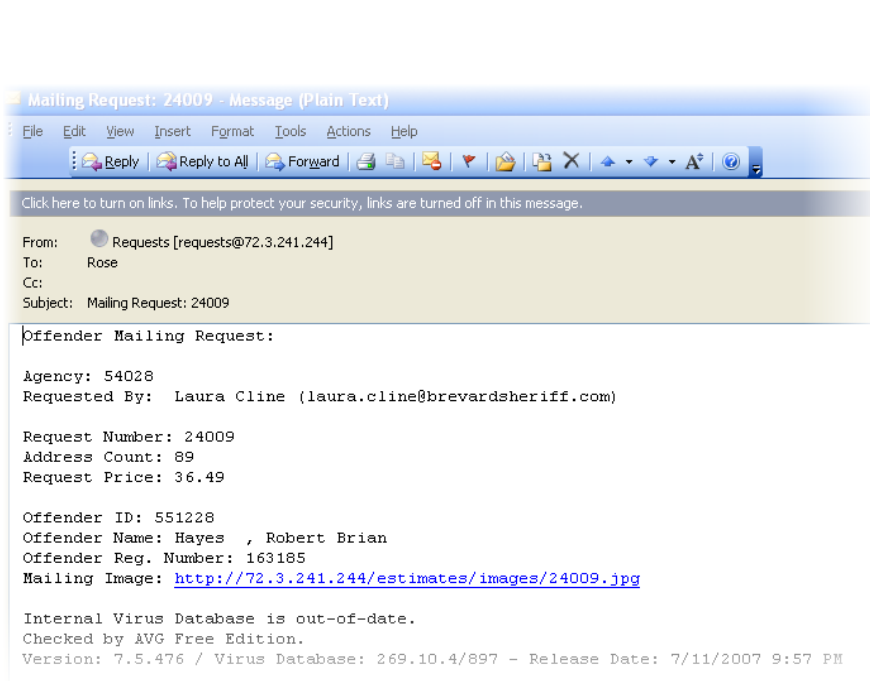 Mailing Request: 24009 - Message (Plain Text)
File Edit View Insert Format Tools Actions Help
Reply Reply to All Forward
Click here to turn on links. To help protect your security, links are turned off in this message.
From: Requests [requests@72.3.241.244]
To: Rose
Cc:
Subject: Mailing Request: 24009
Offender Mailing Request:
Agency: 54028
Requested By: Laura Cline (laura.cline@brevardsheriff.com)
Request Number: 24009
Address Count: 89
Request Price: 36.49
Offender ID: 551228
Offender Name: Hayes , Robert Brian
Offender Reg. Number: 163185
Mailing Image: http://72.3.241.244/estimates/images/24009.jpg
Internal Virus Database is out-of-date.
Checked by AVG Free Edition.
Version: 7.5.476 / Virus Database: 269.10.4/897 - Release Date: 7/11/2007 9:57 PM